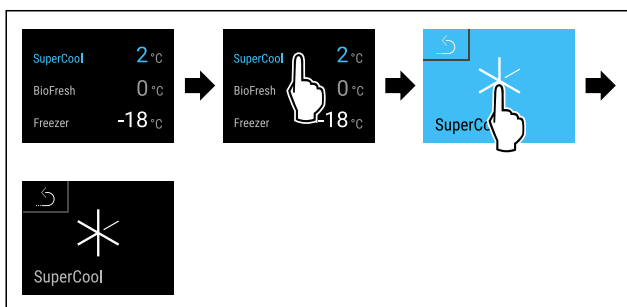 SuperCool 2 °C
BioFresh 0 °C
Freezer -18 °C
SuperCool 2 °C
BioFresh 0 °C
Freezer 18 °C
SuperCo
SuperCool